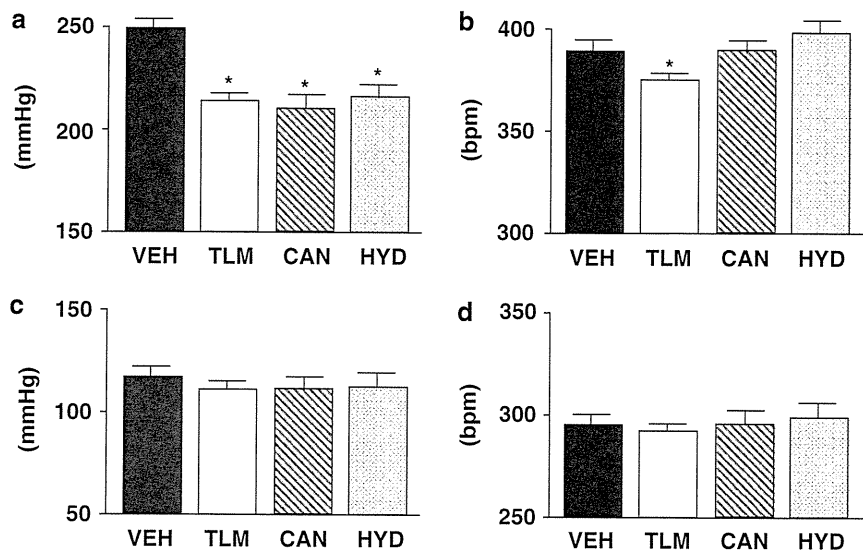 a
(mmHg)
250
200
150
*
*
*
VEH TLM CAN HYD
b
(bpm)
400
350
300
*
VEH TLM CAN HYD
c
(mmHg)
150
100
50
VEH TLM CAN HYD
d
(bpm)
350
300
250
VEH TLM CAN HYD